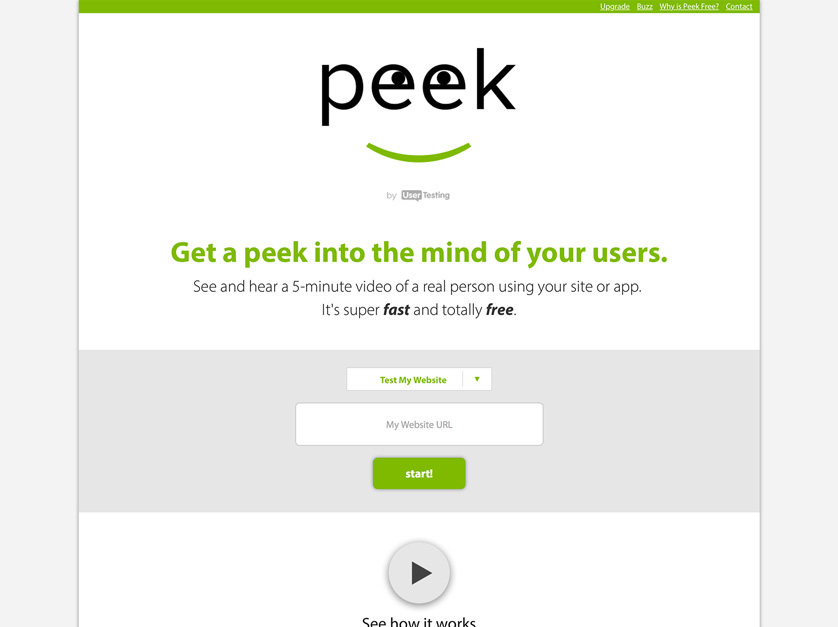 Upgrade Buzz Why is Peek Free? Contact
peek
by UserTesting
Get a peek into the mind of your users.
See and hear a 5-minute video of a real person using your site or app.
It's super fast and totally free.
Test My Website ▼
My Website URL
start!
See how it works